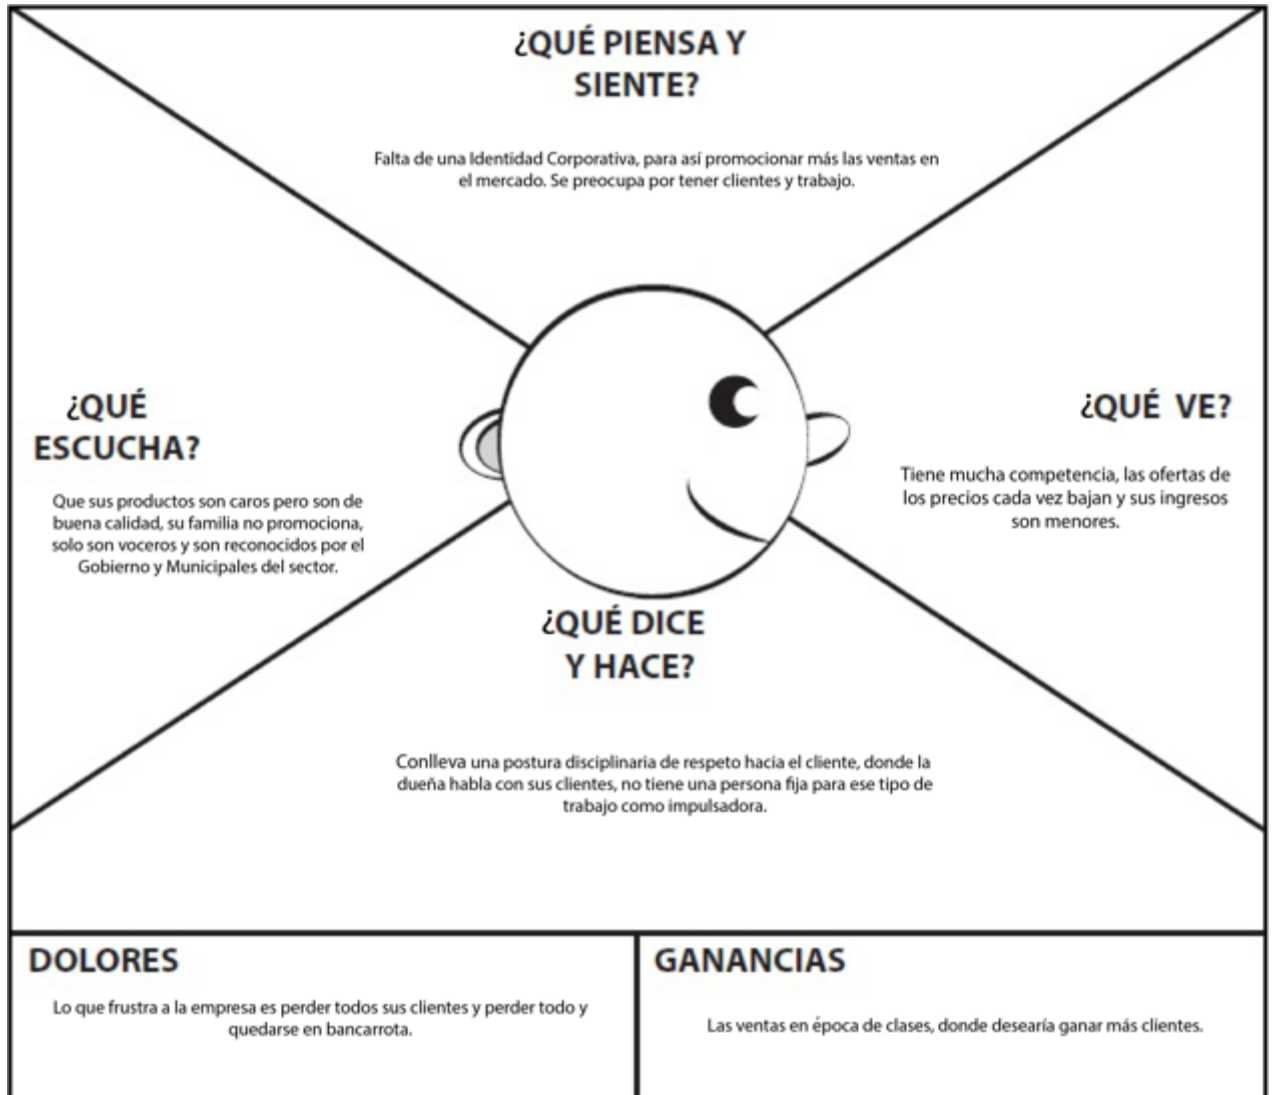 ¿QUÉ PIENSA Y
SIENTE?
Falta de una Identidad Corporativa, para así promocionar más las ventas en
el mercado. Se preocupa por tener clientes y trabajo.
¿QUÉ
ESCUCHA?
Que sus productos son caros pero son de
buena calidad, su familia no promociona,
solo son voceros y son reconocidos por el
Gobierno y Municipales del sector.
¿QUÉ VE?
Tiene mucha competencia, las ofertas de
los precios cada vez bajan y sus ingresos
son menores.
¿QUÉ DICE
Y HACE?
Conlleva una postura disciplinaria de respeto hacia el cliente, donde la
dueña habla con sus clientes, no tiene una persona fija para ese tipo de
trabajo como impulsadora.
DOLORES
Lo que frustra a la empresa es perder todos sus clientes y perder todo y
quedarse en bancarrota.
GANANCIAS
Las ventas en época de clases, donde desearía ganar más clientes.